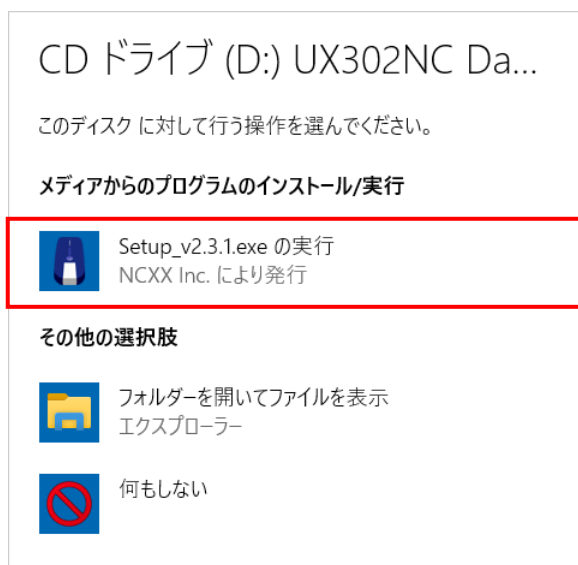 CD ドライブ (D:) UX302NC Da...
このディスク に対して行う操作を選んでください。
メディアからのプログラムのインストール/実行
Setup_v2.3.1.exe の実行
NCXX Inc. により発行
その他の選択肢
フォルダーを開いてファイルを表示
エクスプローラー
何もしない